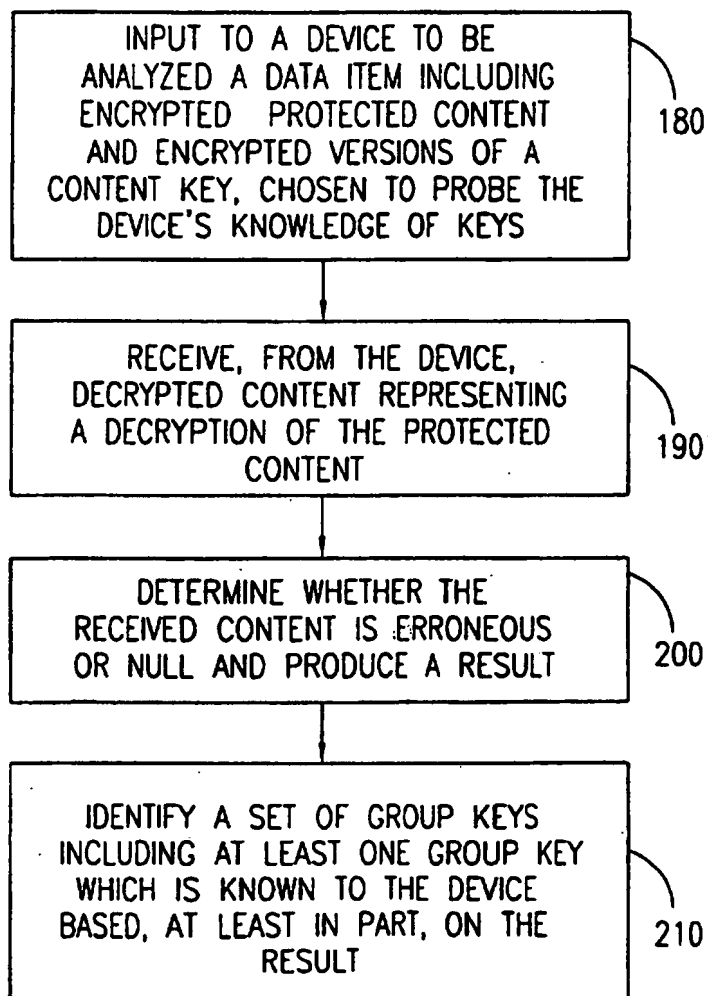 INPUT TO A DEVICE TO BE
ANALYZED A DATA ITEM INCLUDING
ENCRYPTED PROTECTED CONTENT
AND ENCRYPTED VERSIONS OF A
CONTENT KEY, CHOSEN TO PROBE THE
DEVICE'S KNOWLEDGE OF KEYS
180
RECEIVE, FROM THE DEVICE,
DECRYPTED CONTENT REPRESENTING
A DECRYPTION OF THE PROTECTED
CONTENT
190
DETERMINE WHETHER THE
RECEIVED CONTENT IS ERRONEOUS
OR NULL AND PRODUCE A RESULT
200
IDENTIFY A SET OF GROUP KEYS
INCLUDING AT LEAST ONE GROUP KEY
WHICH IS KNOWN TO THE DEVICE
BASED, AT LEAST IN PART, ON THE
RESULT
210